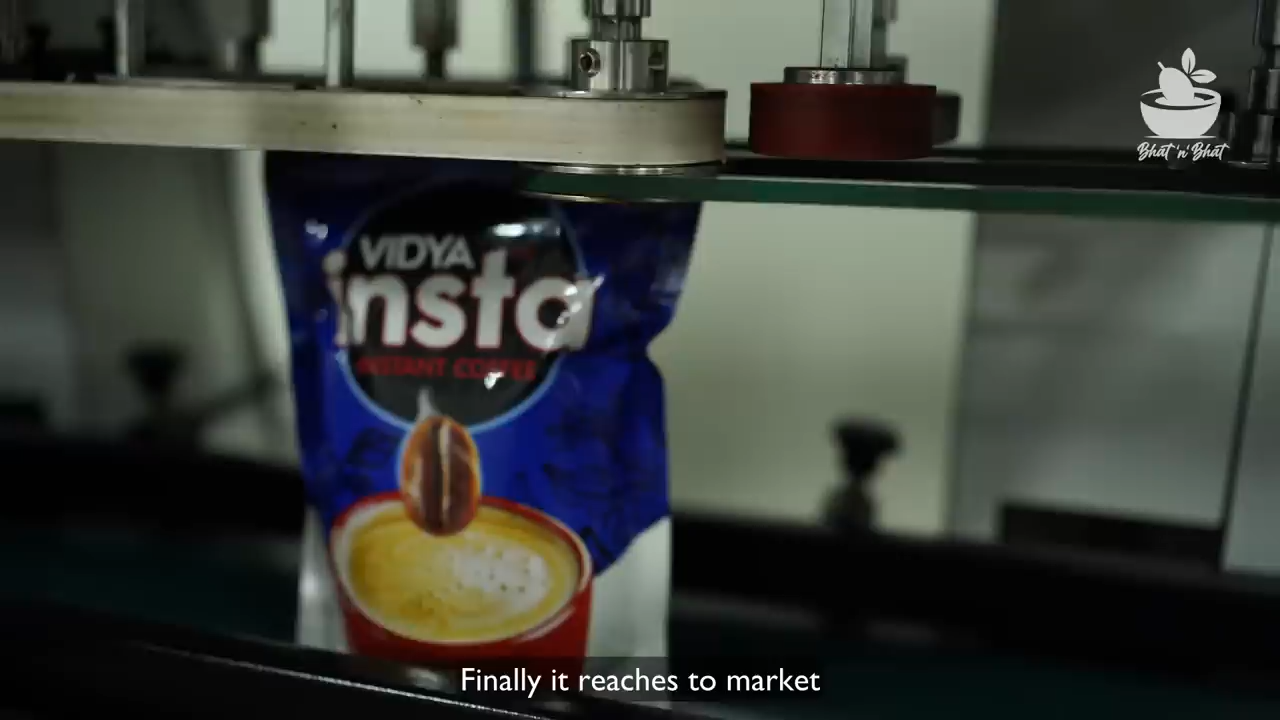 Bhat 'n' Bhat
VIDYA
insta
INSTANT COFFEE
Finally it reaches to market